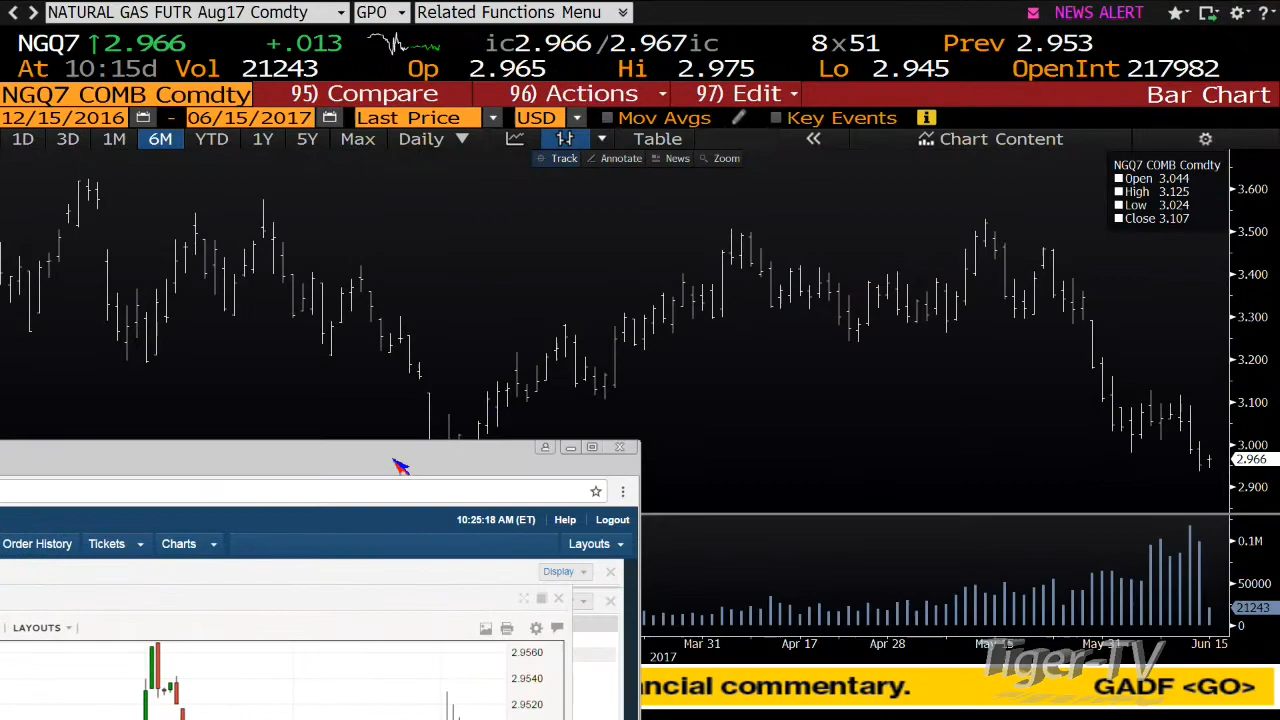 NATURAL GAS FUTR Aug17 Comdty GPO Related Functions Menu NEWS ALERT ?
NGQ7 ↑2.966 +.013 ic2.966/2.967ic 8x51 Prev 2.953
At 10:15d Vol 21243 Op 2.965 Hi 2.975 Lo 2.945 OpenInt 217982
NGQ7 COMB Comdty 95) Compare 96) Actions 97) Edit Bar Chart
12/15/2016 - 06/15/2017 Last Price USD Mov Avgs Key Events
1D 3D 1M 6M YTD 1Y 5Y Max Daily Table « Chart Content
Track Annotate News Zoom
NGQ7 COMB Comdty
Open 3.044
High 3.125
Low 3.024
Close 3.107
3.600
3.500
3.400
3.300
3.200
3.100
3.000
2.966
2.900
10:25:18 AM (ET) Help Logout
Order History Tickets Charts Layouts
Display
LAYOUTS
2.9560
2.9540
2.9520
0.1M
50000
21243
0
Mar 31 Apr 17 Apr 28 May 15 May 31 Jun 15
2017
Tiger-TV
ncial commentary. GADF <GO>